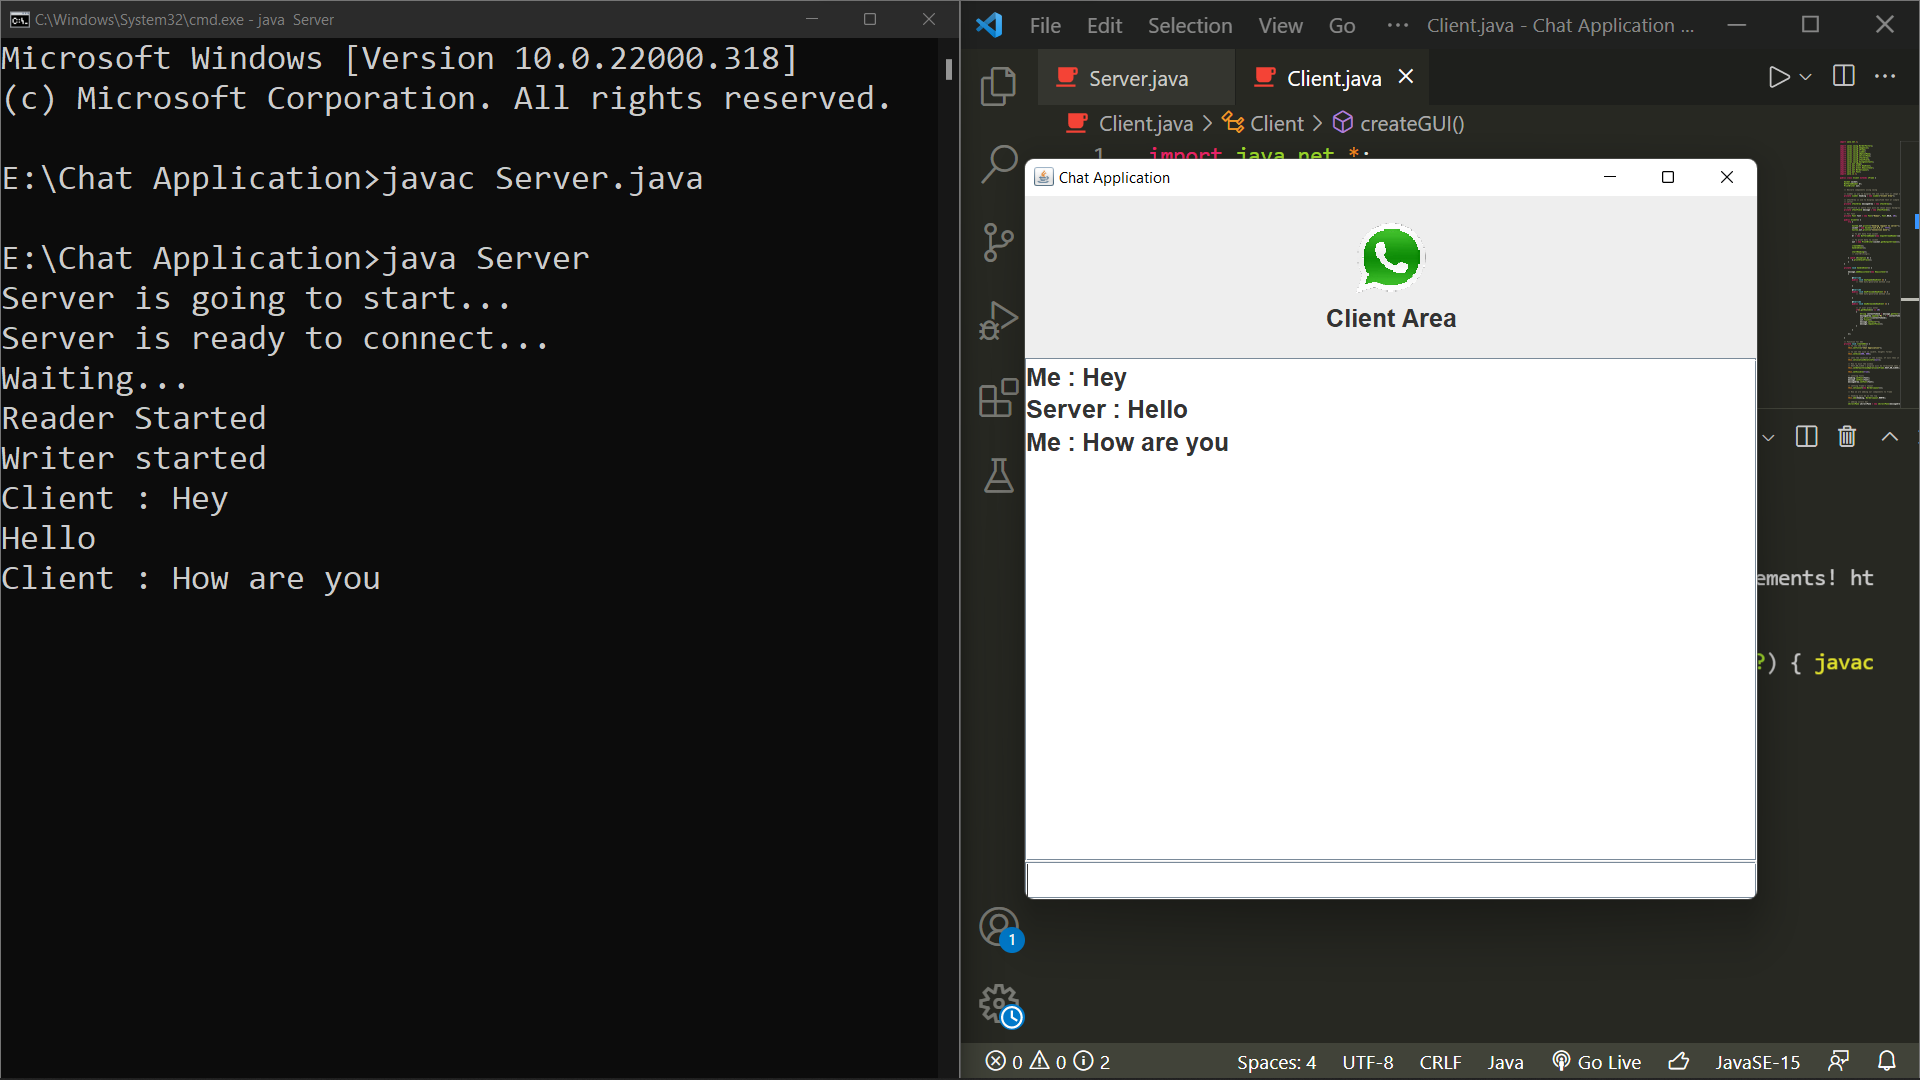 C:\Windows\System32\cmd.exe - java  Server
Microsoft Windows [Version 10.0.22000.318]
(c) Microsoft Corporation. All rights reserved.
E:\Chat Application>javac Server.java
E:\Chat Application>java Server
Server is going to start...
Server is ready to connect...
Waiting...
Reader Started
Writer started
Client : Hey
Hello
Client : How are you
File Edit Selection View Go ··· Client.java - Chat Application ...
Server.java Client.java
Client.java > Client > createGUI()
1 import java.net.*;
Chat Application
Client Area
Me : Hey
Server : Hello
Me : How are you
ements! ht
?) { javac
1
0 0 2 Spaces: 4 UTF-8 CRLF Java Go Live JavaSE-15